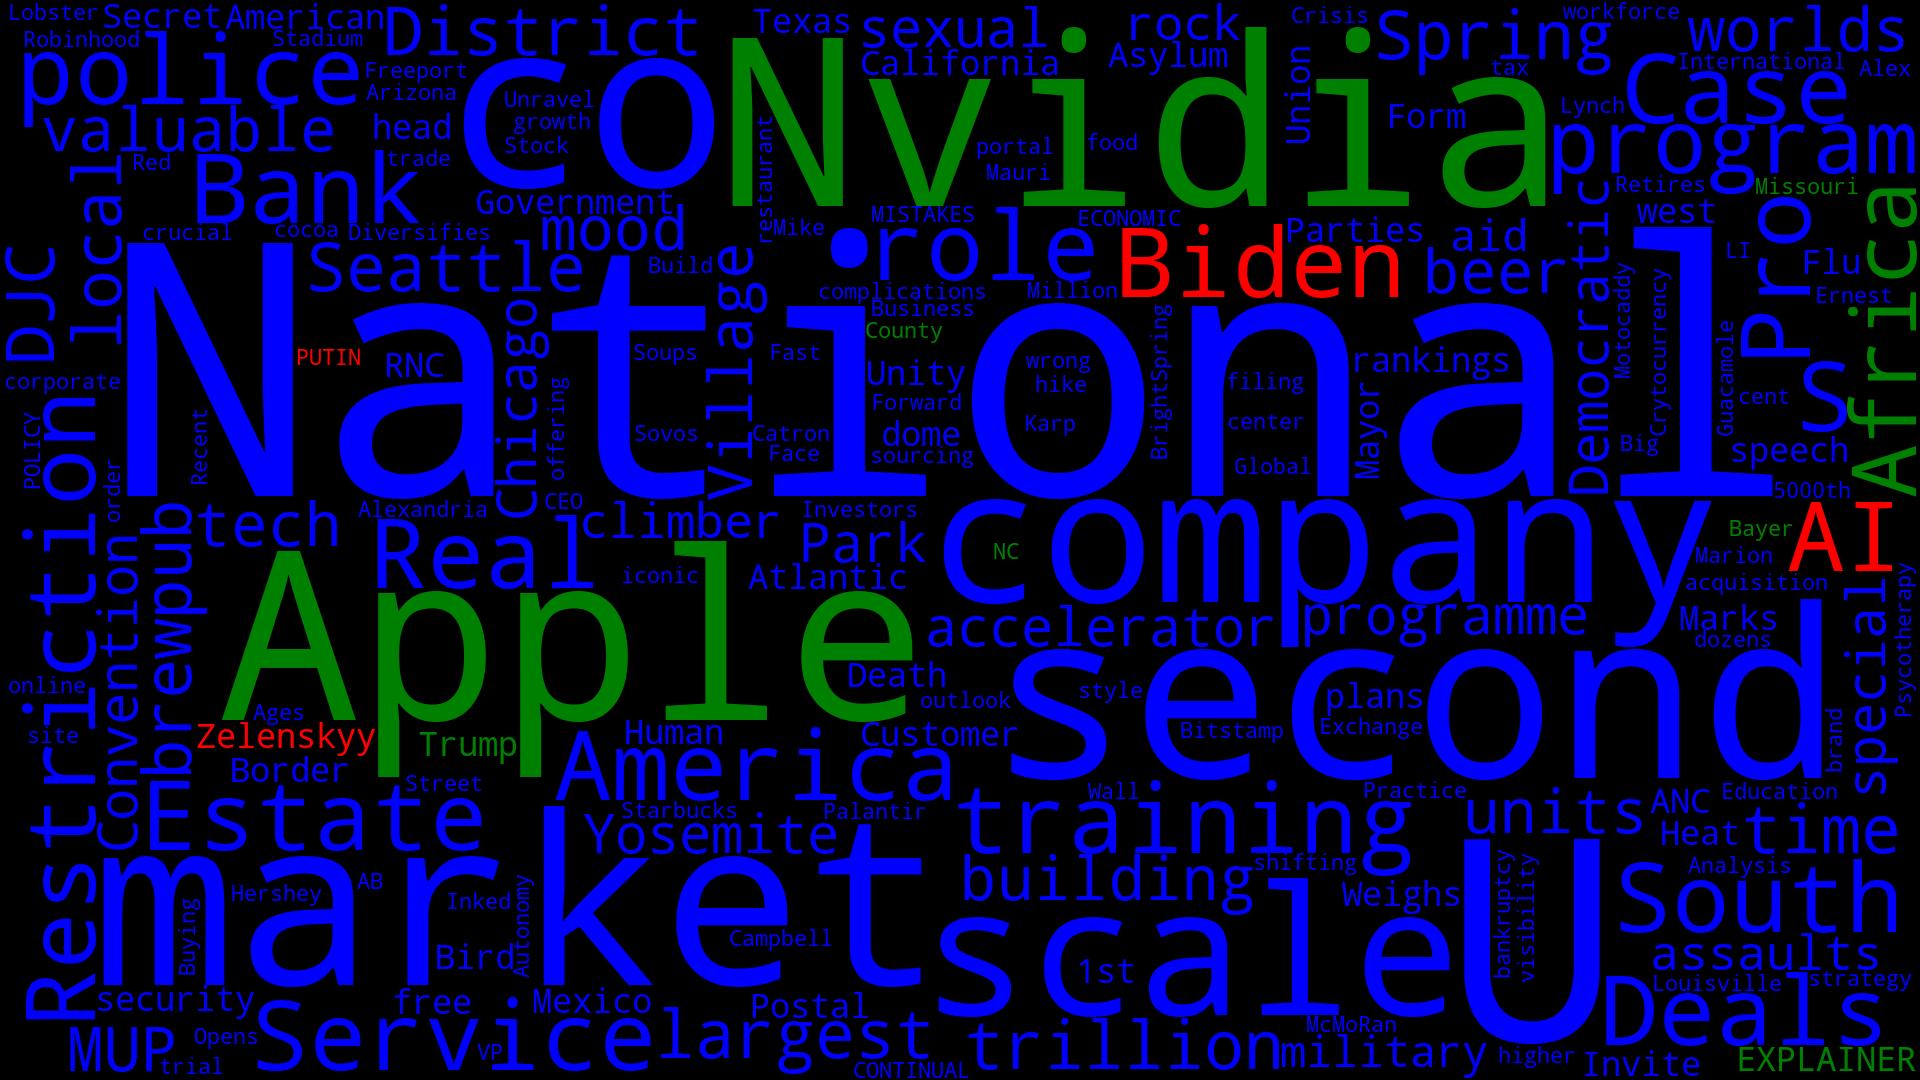 Lobster
Secret
American
District
Texas
sexual
rock
Crisis
Spring
workforce
worlds
Robinhood
Stadium
police
co
Nvidia
California
Asylum
Union
tax
International
Alex
Freeport
Arizona
Unravel
growth
Stock
Form
Lynch
Case
valuable
head
trade
restaurant
portal
Mauri
food
program
Red
Bank
Government
mood
Mike
MISTAKES
ECONOMIC
Parties
aid
Democratic
Retires
west
Missouri
Pro
Africa
local
crucial
cocoa
Diversifies
role
Biden
beer
LI
Flu
DJC
Seattle
Build
Village
complications
Million
Business
County
Ernest
National
PUTIN
RNC
Chicago
Soups
Fast
Unity
wrong
hike
BrightSpring
filing
rankings
Motocaddy
Crytocurrency
Guacamole
corporate
offering
Forward
Karp
center
Mayor
cent
S
POLICY
Recent
Sovos
Catron
Face
dome
sourcing
Global
Big
speech
Restriction
order
Alexandria
CEO
Investors
5000th
tech
Real
climber
Park
company
NC
Bayer
AI
iconic
Atlantic
Marion
acquisition
Convention
brewpub
Apple
accelerator
programme
Marks
dozens
special
Psychotherapy
online
Ages
Death
outlook
style
second
plans
site
Zelenskyy
Trump
Human
Customer
Bitstamp
Exchange
brand
Border
Street
America
Estate
Starbucks
Palantir
Wall
Practice
units
ANC
Education
Yosemite
training
Heat
time
market
building
shifting
Analysis
Hershey
AB
Inked
Weighs
South
Buying
Autonomy
Campbell
scale
U
bankruptcy
visibility
Bird
1st
assaults
Louisville
strategy
security
free
Mexico
Postal
Deals
MUP
Opens
Service
largest
trillion
McMoRan
trial
VP
CONTINUAL
military
higher
Invite
EXPLAINER